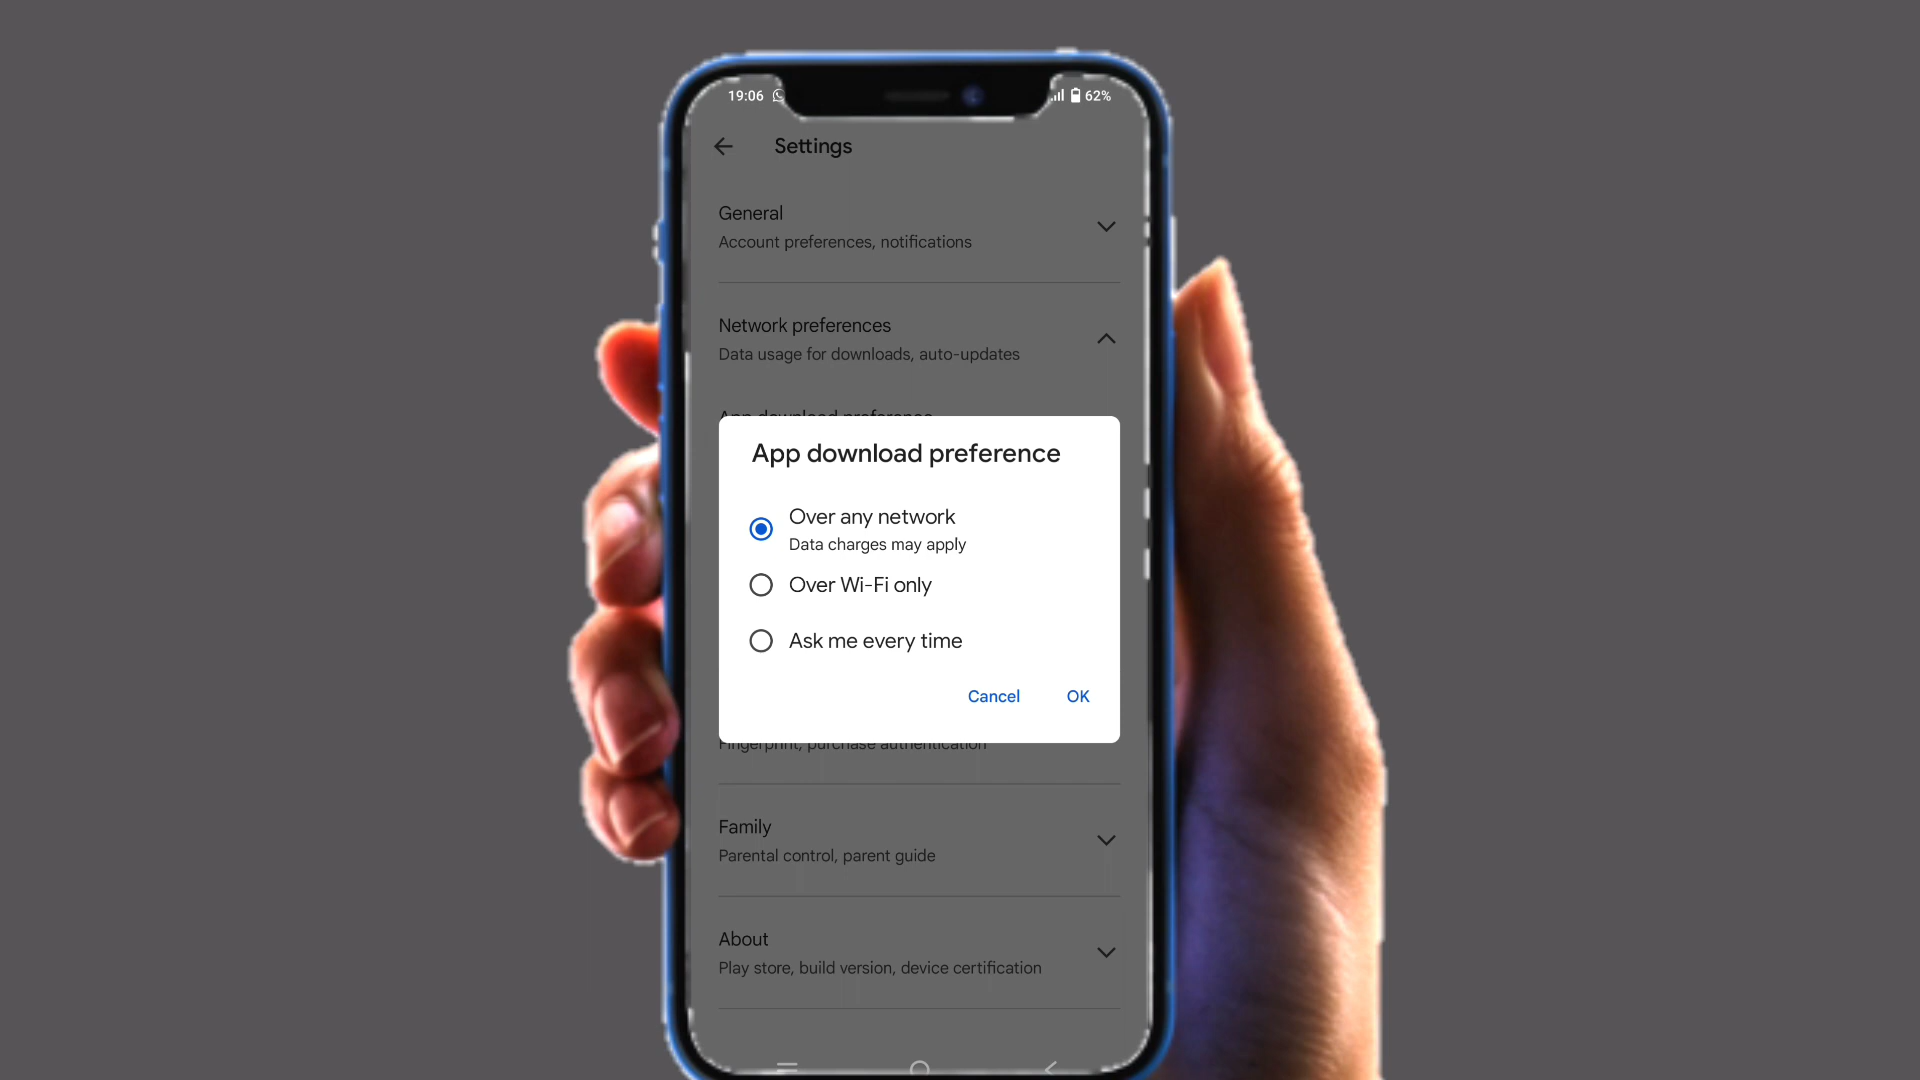 19:06 62%
Settings
General
Account preferences, notifications
Network preferences
Data usage for downloads, auto-updates
App download preference
App download preference
Over any network
Data charges may apply
Over Wi-Fi only
Ask me every time
Cancel OK
Fingerprint, purchase authentication
Family
Parental control, parent guide
About
Play store, build version, device certification